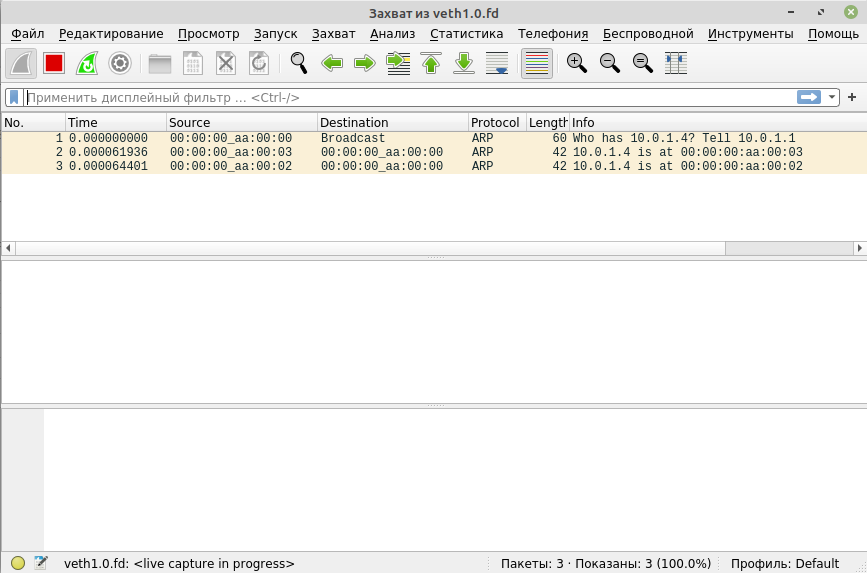 Захват из veth1.0.fd
Файл Редактирование Просмотр Запуск Захват Анализ Статистика Телефония Беспроводной Инструменты Помощь
Применить дисплейный фильтр ... <Ctrl-/>
No. Time Source Destination Protocol Length Info
1 0.000000000 00:00:00_aa:00:00 Broadcast ARP 60 Who has 10.0.1.4? Tell 10.0.1.1
2 0.000061936 00:00:00_aa:00:03 00:00:00_aa:00:00 ARP 42 10.0.1.4 is at 00:00:00:aa:00:03
3 0.000064401 00:00:00_aa:00:02 00:00:00_aa:00:00 ARP 42 10.0.1.4 is at 00:00:00:aa:00:02
veth1.0.fd: <live capture in progress> Пакеты: 3 · Показаны: 3 (100.0%) Профиль: Default